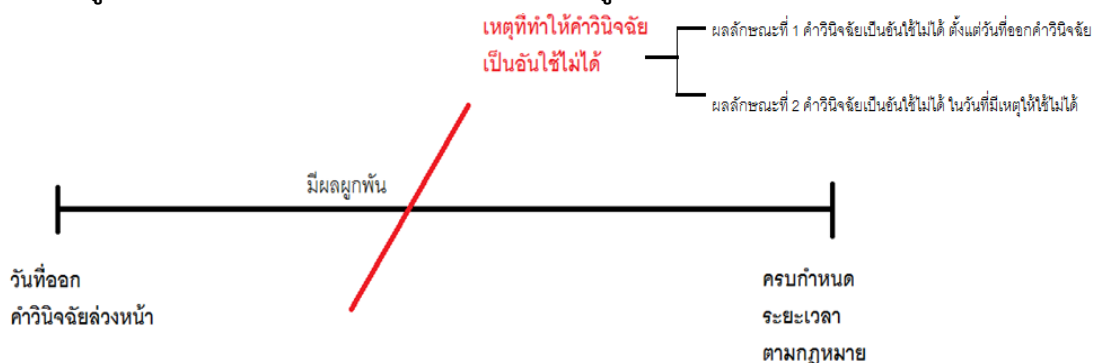 เหตุที่ทำให้คำวินิจฉัย
เป็นอันใช้ไม่ได้
ผลลักษณะที่ 1 คำวินิจฉัยเป็นอันใช้ไม่ได้ ตั้งแต่วันที่ออกคำวินิจฉัย
ผลลักษณะที่ 2 คำวินิจฉัยเป็นอันใช้ไม่ได้ ในวันที่มีเหตุให้ใช้ไม่ได้
มีผลผูกพัน
วันที่ออก
คำวินิจฉัยล่วงหน้า
ครบกำหนด
ระยะเวลา
ตามกฎหมาย